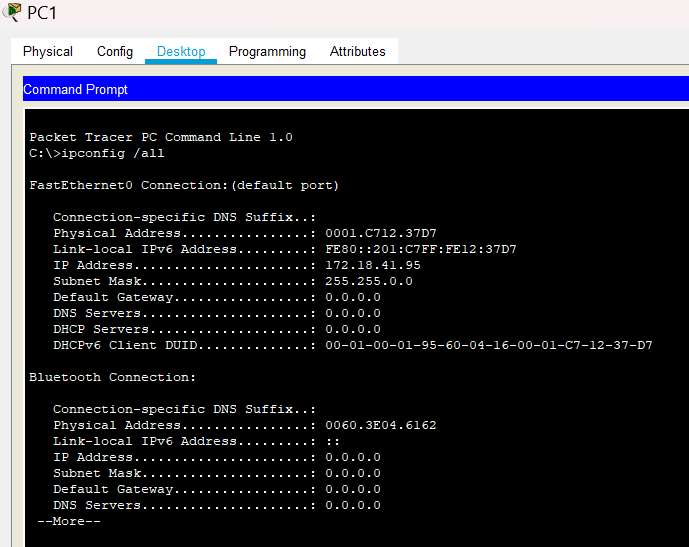 PC1
Physical Config Desktop Programming Attributes
Command Prompt
Packet Tracer PC Command Line 1.0
C:\>ipconfig /all
FastEthernet0 Connection:(default port)
Connection-specific DNS Suffix..:
Physical Address................: 0001.C712.37D7
Link-local IPv6 Address.........: FE80::201:C7FF:FE12:37D7
IP Address......................: 172.18.41.95
Subnet Mask.....................: 255.255.0.0
Default Gateway.................: 0.0.0.0
DNS Servers.....................: 0.0.0.0
DHCP Servers....................: 0.0.0.0
DHCPv6 Client DUID..............: 00-01-00-01-95-60-04-16-00-01-C7-12-37-D7
Bluetooth Connection:
Connection-specific DNS Suffix..:
Physical Address................: 0060.3E04.6162
Link-local IPv6 Address.........: ::
IP Address......................: 0.0.0.0
Subnet Mask.....................: 0.0.0.0
Default Gateway.................: 0.0.0.0
DNS Servers.....................: 0.0.0.0
--More--